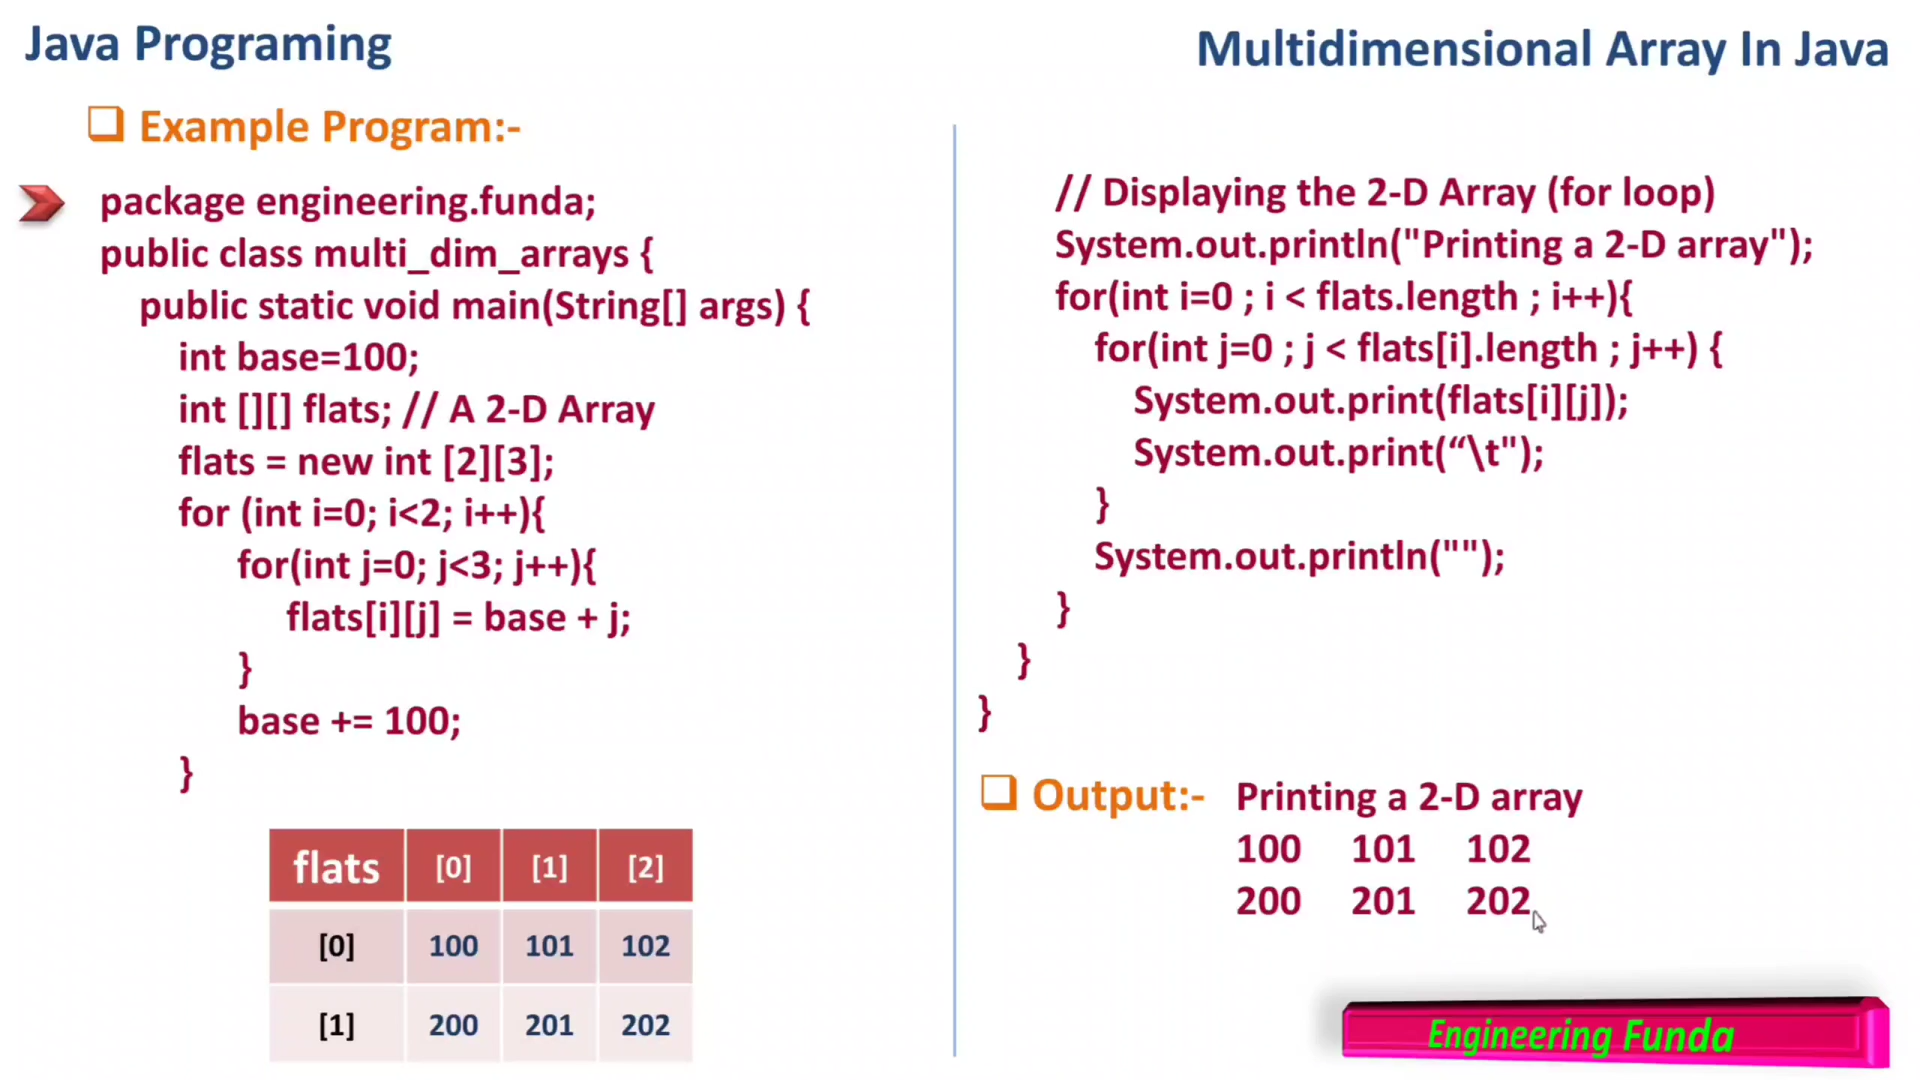 Java Programing
Multidimensional Array In Java
Example Program:-
package engineering.funda;
public class multi_dim_arrays {
public static void main(String[] args) {
int base=100;
int [][] flats; // A 2-D Array
flats = new int [2][3];
for (int i=0; i<2; i++){
for(int j=0; j<3; j++){
flats[i][j] = base + j;
}
base += 100;
}
flats [0] [1] [2]
[0] 100 101 102
[1] 200 201 202
// Displaying the 2-D Array (for loop)
System.out.println("Printing a 2-D array");
for(int i=0 ; i < flats.length ; i++){
for(int j=0 ; j < flats[i].length ; j++) {
System.out.print(flats[i][j]);
System.out.print(“\t");
}
System.out.println("");
}
}
}
Output:- Printing a 2-D array
100 101 102
200 201 202
Engineering Funda